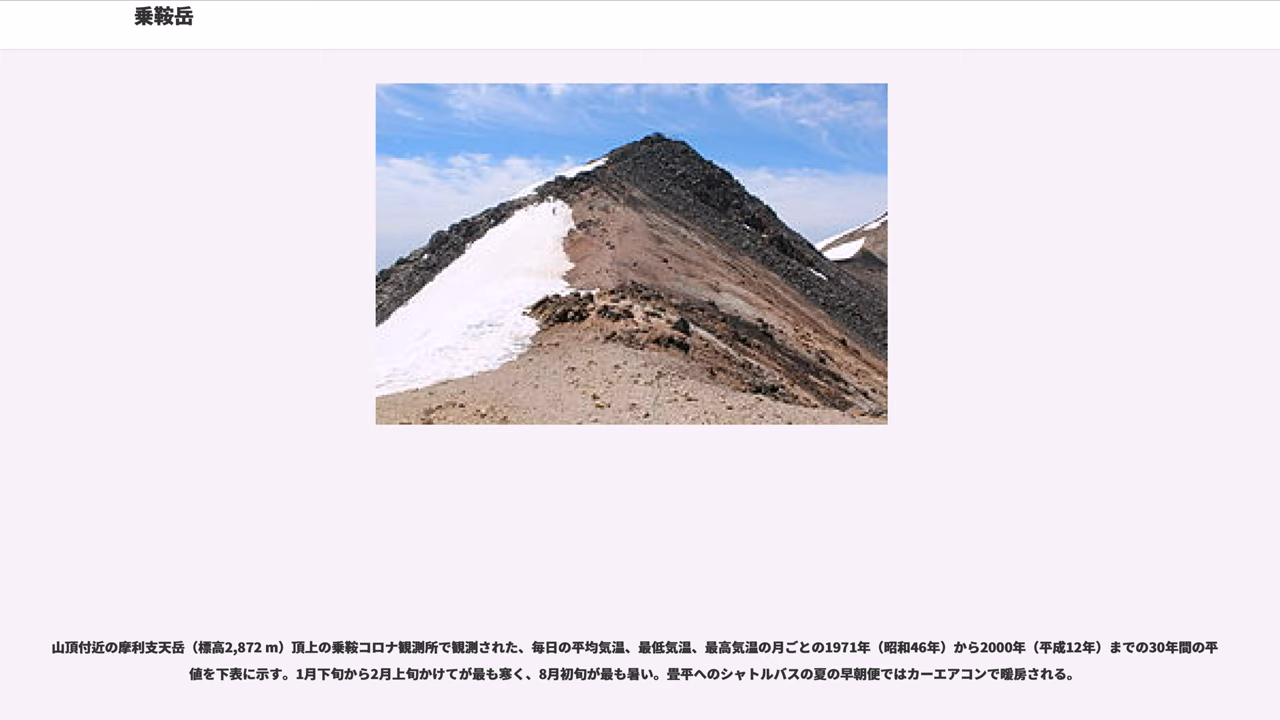 乗鞍岳
山頂付近の摩利支天岳（標高2,872 m）頂上の乗鞍コロナ観測所で観測された、毎日の平均気温、最低気温、最高気温の月ごとの1971年（昭和46年）から2000年（平成12年）までの30年間の平
値を下表に示す。1月下旬から2月上旬かけてが最も寒く、8月初旬が最も暑い。畳平へのシャトルバスの夏の早朝便ではカーエアコンで暖房される。